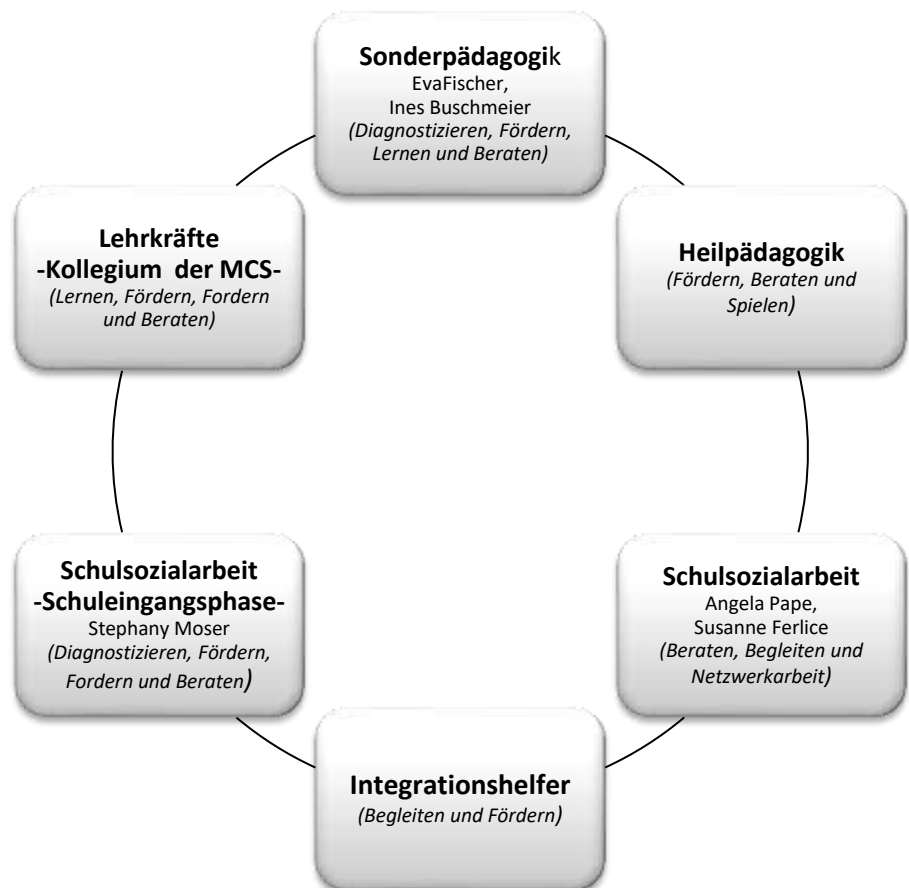 Sonderpädagogik
EvaFischer,
Ines Buschmeier
(Diagnostizieren, Fördern,
Lernen und Beraten)
Heilpädagogik
(Fördern, Beraten und
Spielen)
Schulsozialarbeit
Angela Pape,
Susanne Ferlice
(Beraten, Begleiten und
Netzwerkarbeit)
Integrationshelfer
(Begleiten und Fördern)
Schulsozialarbeit
-Schuleingangsphase-
Stephany Moser
(Diagnostizieren, Fördern,
Fordern und Beraten)
Lehrkräfte
-Kollegium der MCS-
(Lernen, Fördern, Fordern
und Beraten)